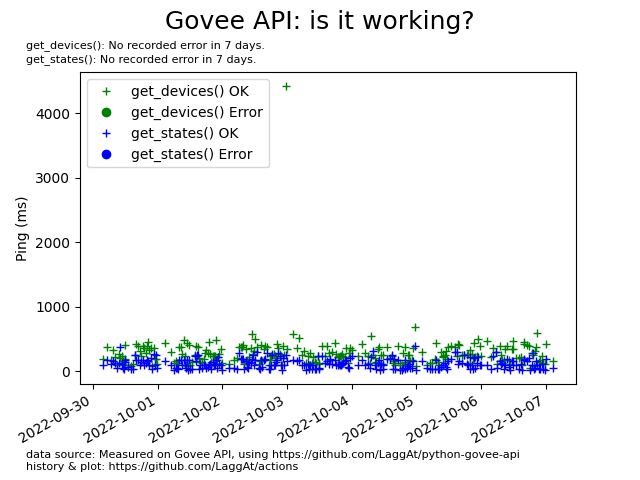 Govee API: is it working?
get_devices(): No recorded error in 7 days.
get_states(): No recorded error in 7 days.
get_devices() OK
get_devices() Error
get_states() OK
get_states() Error
Ping (ms)
4000
3000
2000
1000
0
2022-09-30
2022-10-01
2022-10-02
2022-10-03
2022-10-04
2022-10-05
2022-10-06
2022-10-07
data source: Measured on Govee API, using https://github.com/LaggAt/python-govee-api
history & plot: https://github.com/LaggAt/actions